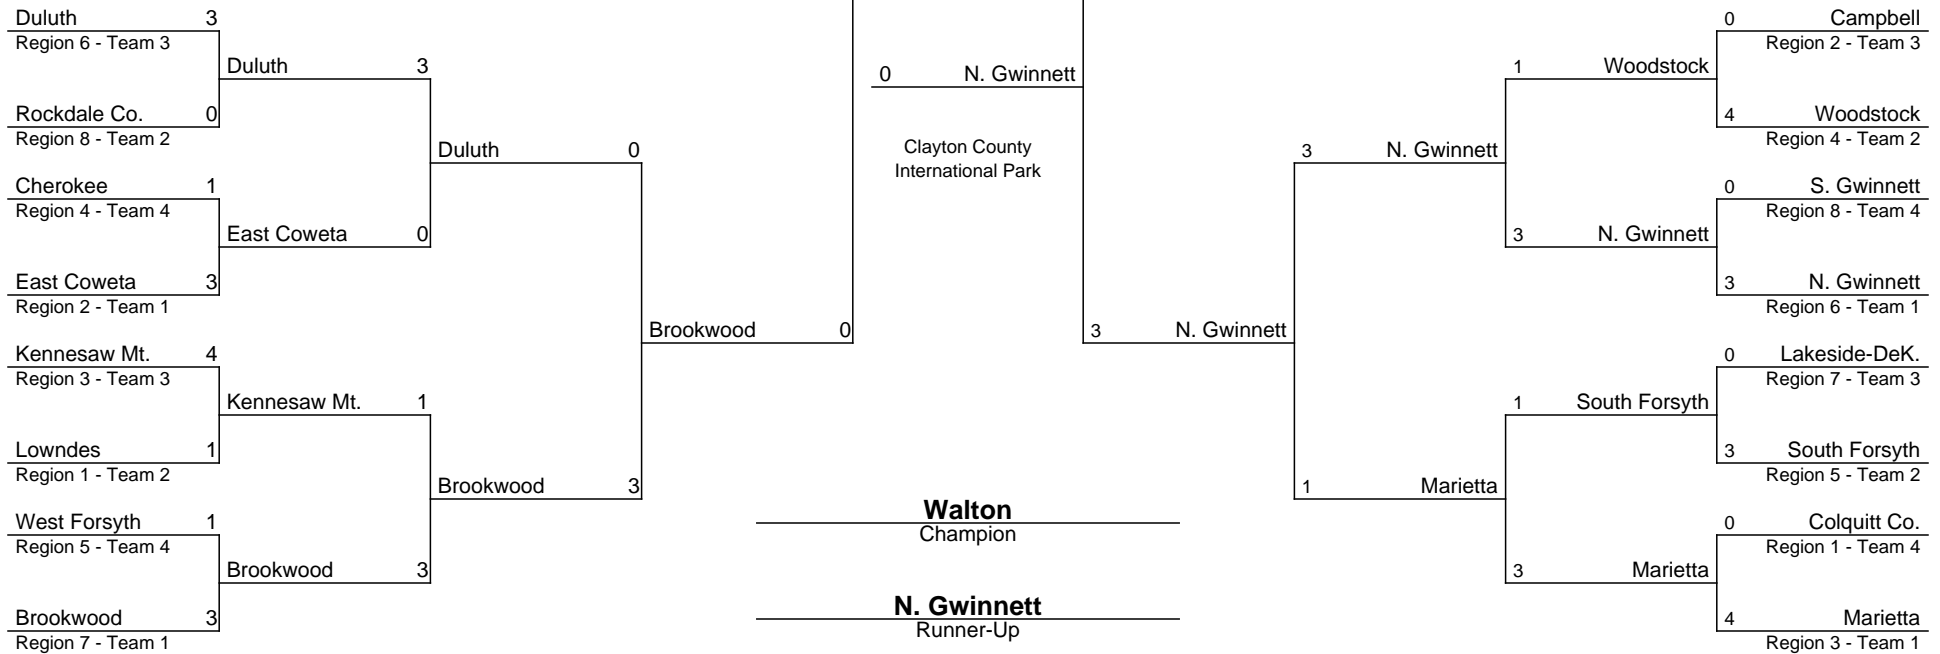 Duluth 3
Region 6 - Team 3
Duluth 3
Rockdale Co. 0
Region 8 - Team 2
Duluth 0
Cherokee 1
Region 4 - Team 4
East Coweta 0
East Coweta 3
Region 2 - Team 1
Brookwood 0
Kennesaw Mt. 4
Region 3 - Team 3
Kennesaw Mt. 1
Lowndes 1
Region 1 - Team 2
Brookwood 3
West Forsyth 1
Region 5 - Team 4
Brookwood 3
Brookwood 3
Region 7 - Team 1
0 N. Gwinnett
Clayton County
International Park
Walton
Champion
N. Gwinnett
Runner-Up
0 Campbell
Region 2 - Team 3
1 Woodstock
4 Woodstock
Region 4 - Team 2
3 N. Gwinnett
0 S. Gwinnett
Region 8 - Team 4
3 N. Gwinnett
3 N. Gwinnett
Region 6 - Team 1
3 N. Gwinnett
0 Lakeside-DeK.
Region 7 - Team 3
1 South Forsyth
3 South Forsyth
Region 5 - Team 2
1 Marietta
0 Colquitt Co.
Region 1 - Team 4
3 Marietta
4 Marietta
Region 3 - Team 1